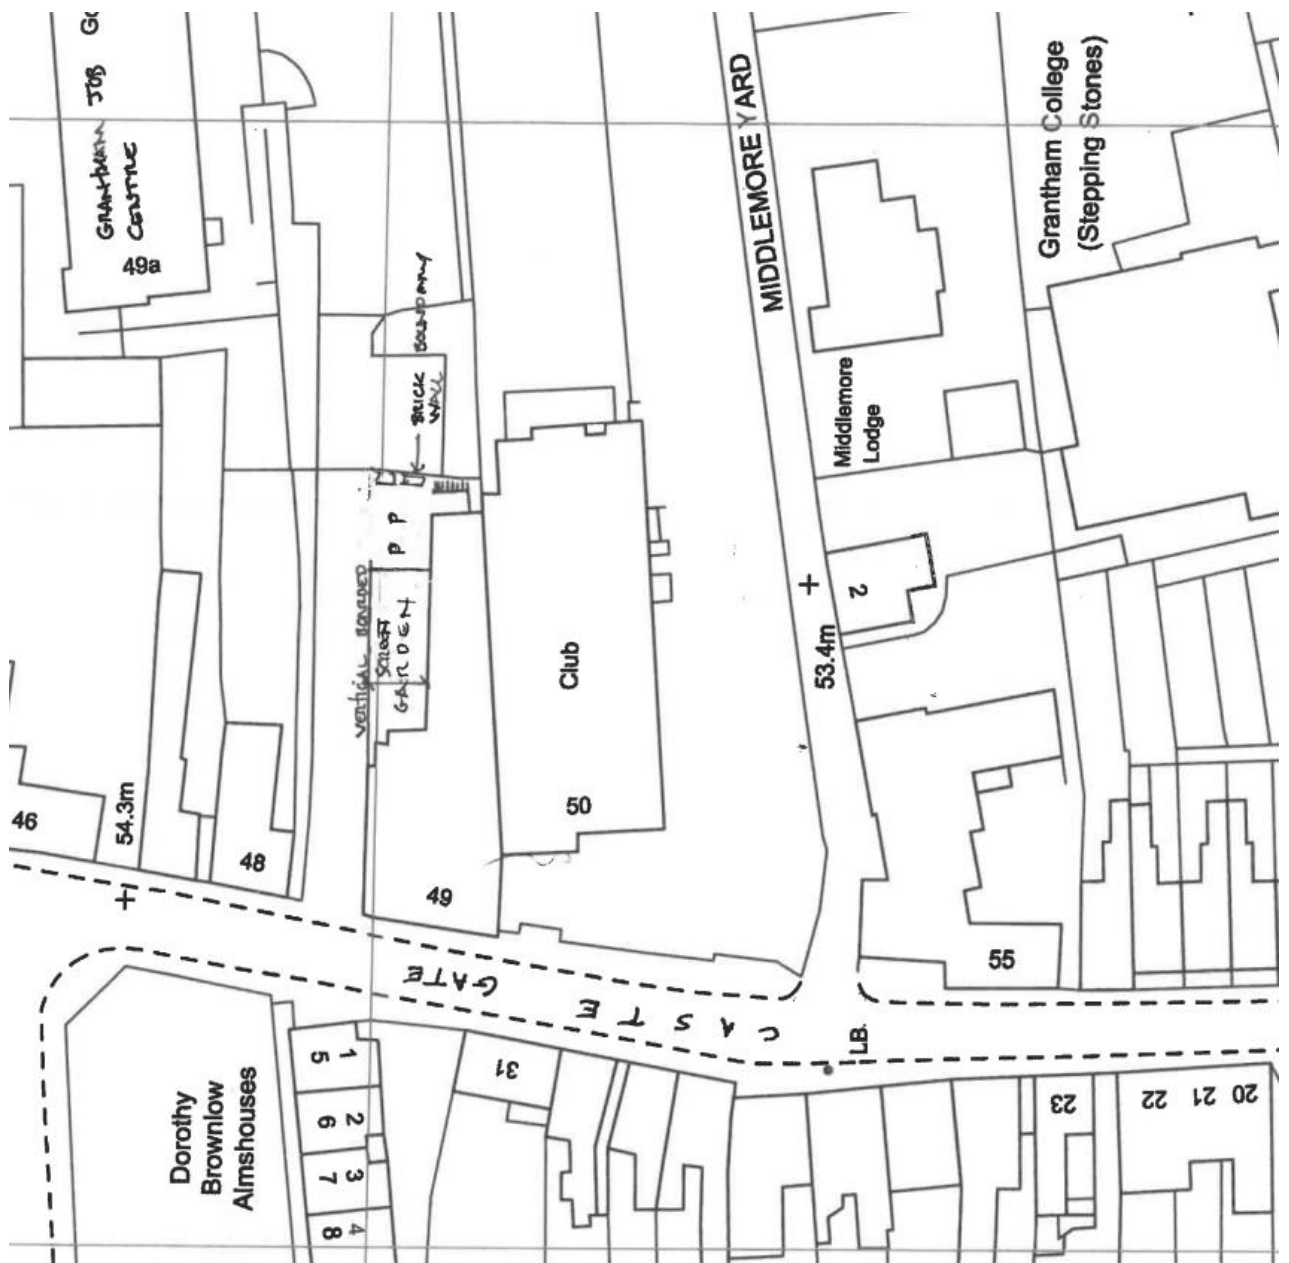 GRANTHAM JOB
CENTRE
49a
MIDDLEMORE YARD
Grantham College
(Stepping Stones)
BRICK BOUNDARY
WALL
Middlemore
Lodge
P P
VERTICAL BOARDED
SCREEN
GARDEN
Club
2
53.4m
46
54.3m
48
50
49
55
CASTE
GATE
LB
Dorothy
Brownlow
Almshouses
1
5
2
6
3
7
4
8
31
23
22
21
20